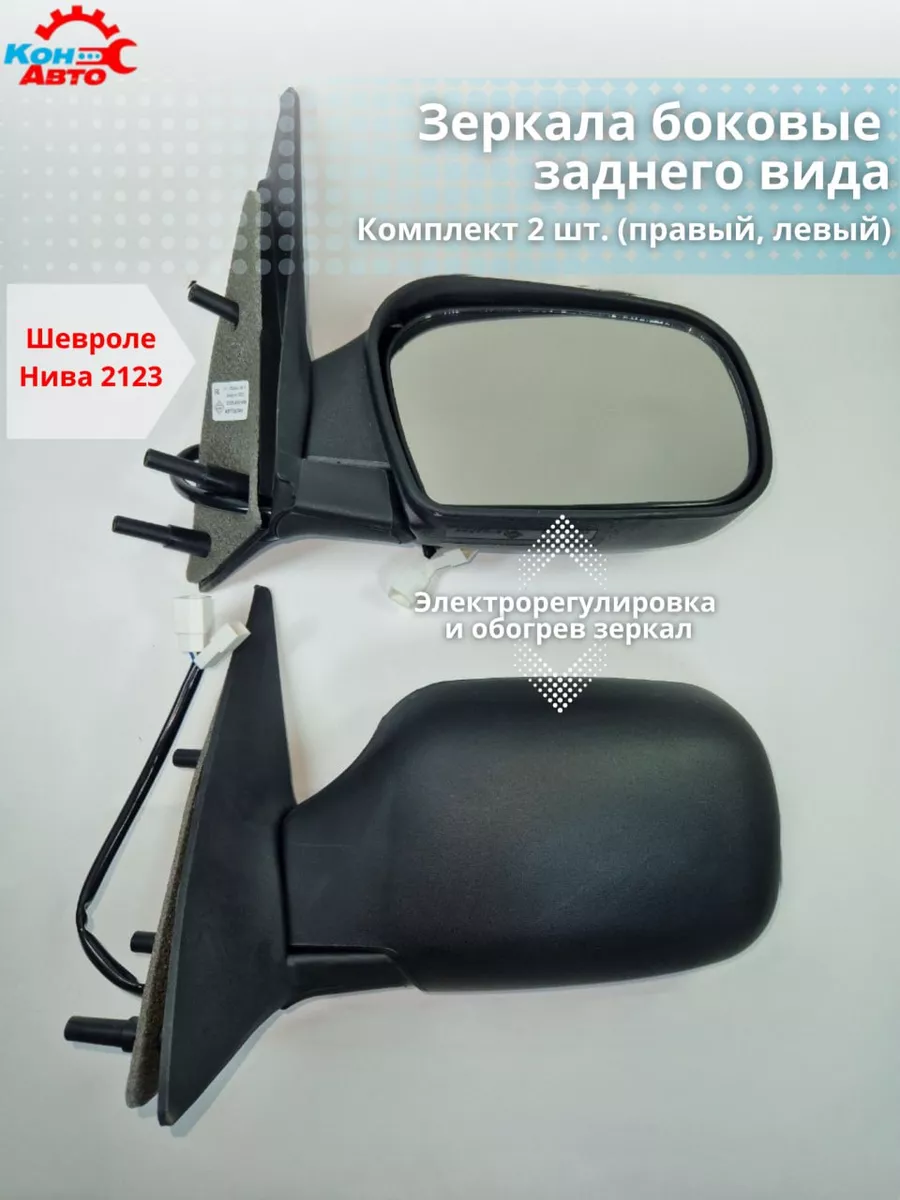 Кон
Авто
Зеркала боковые
заднего вида
Комплект 2 шт. (правый, левый)
Шевроле
Нива 2123
Электрорегулировка
и обогрев зеркал